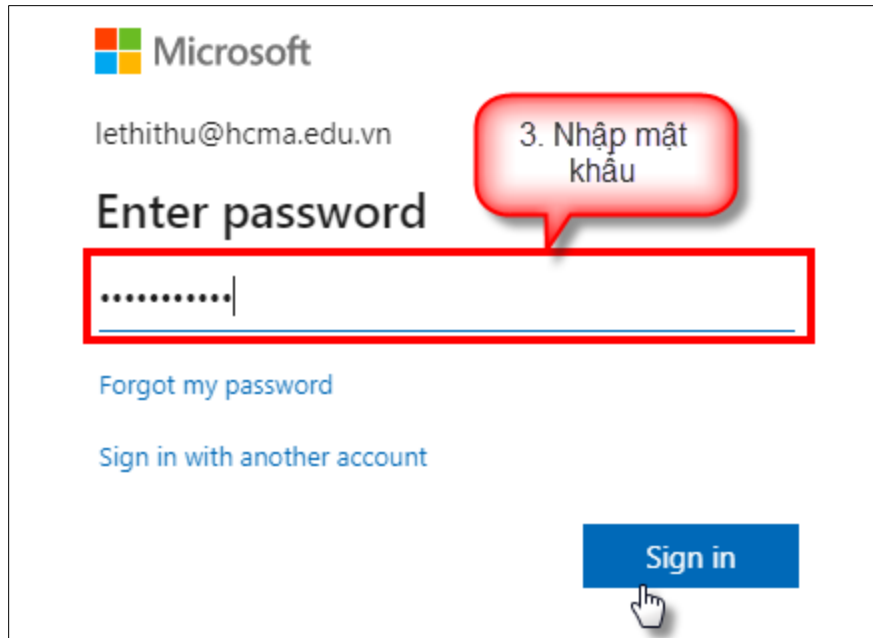 Microsoft
lethithu@hcma.edu.vn
3. Nhập mật
khẩu
Enter password
•••••••••••
Forgot my password
Sign in with another account
Sign in